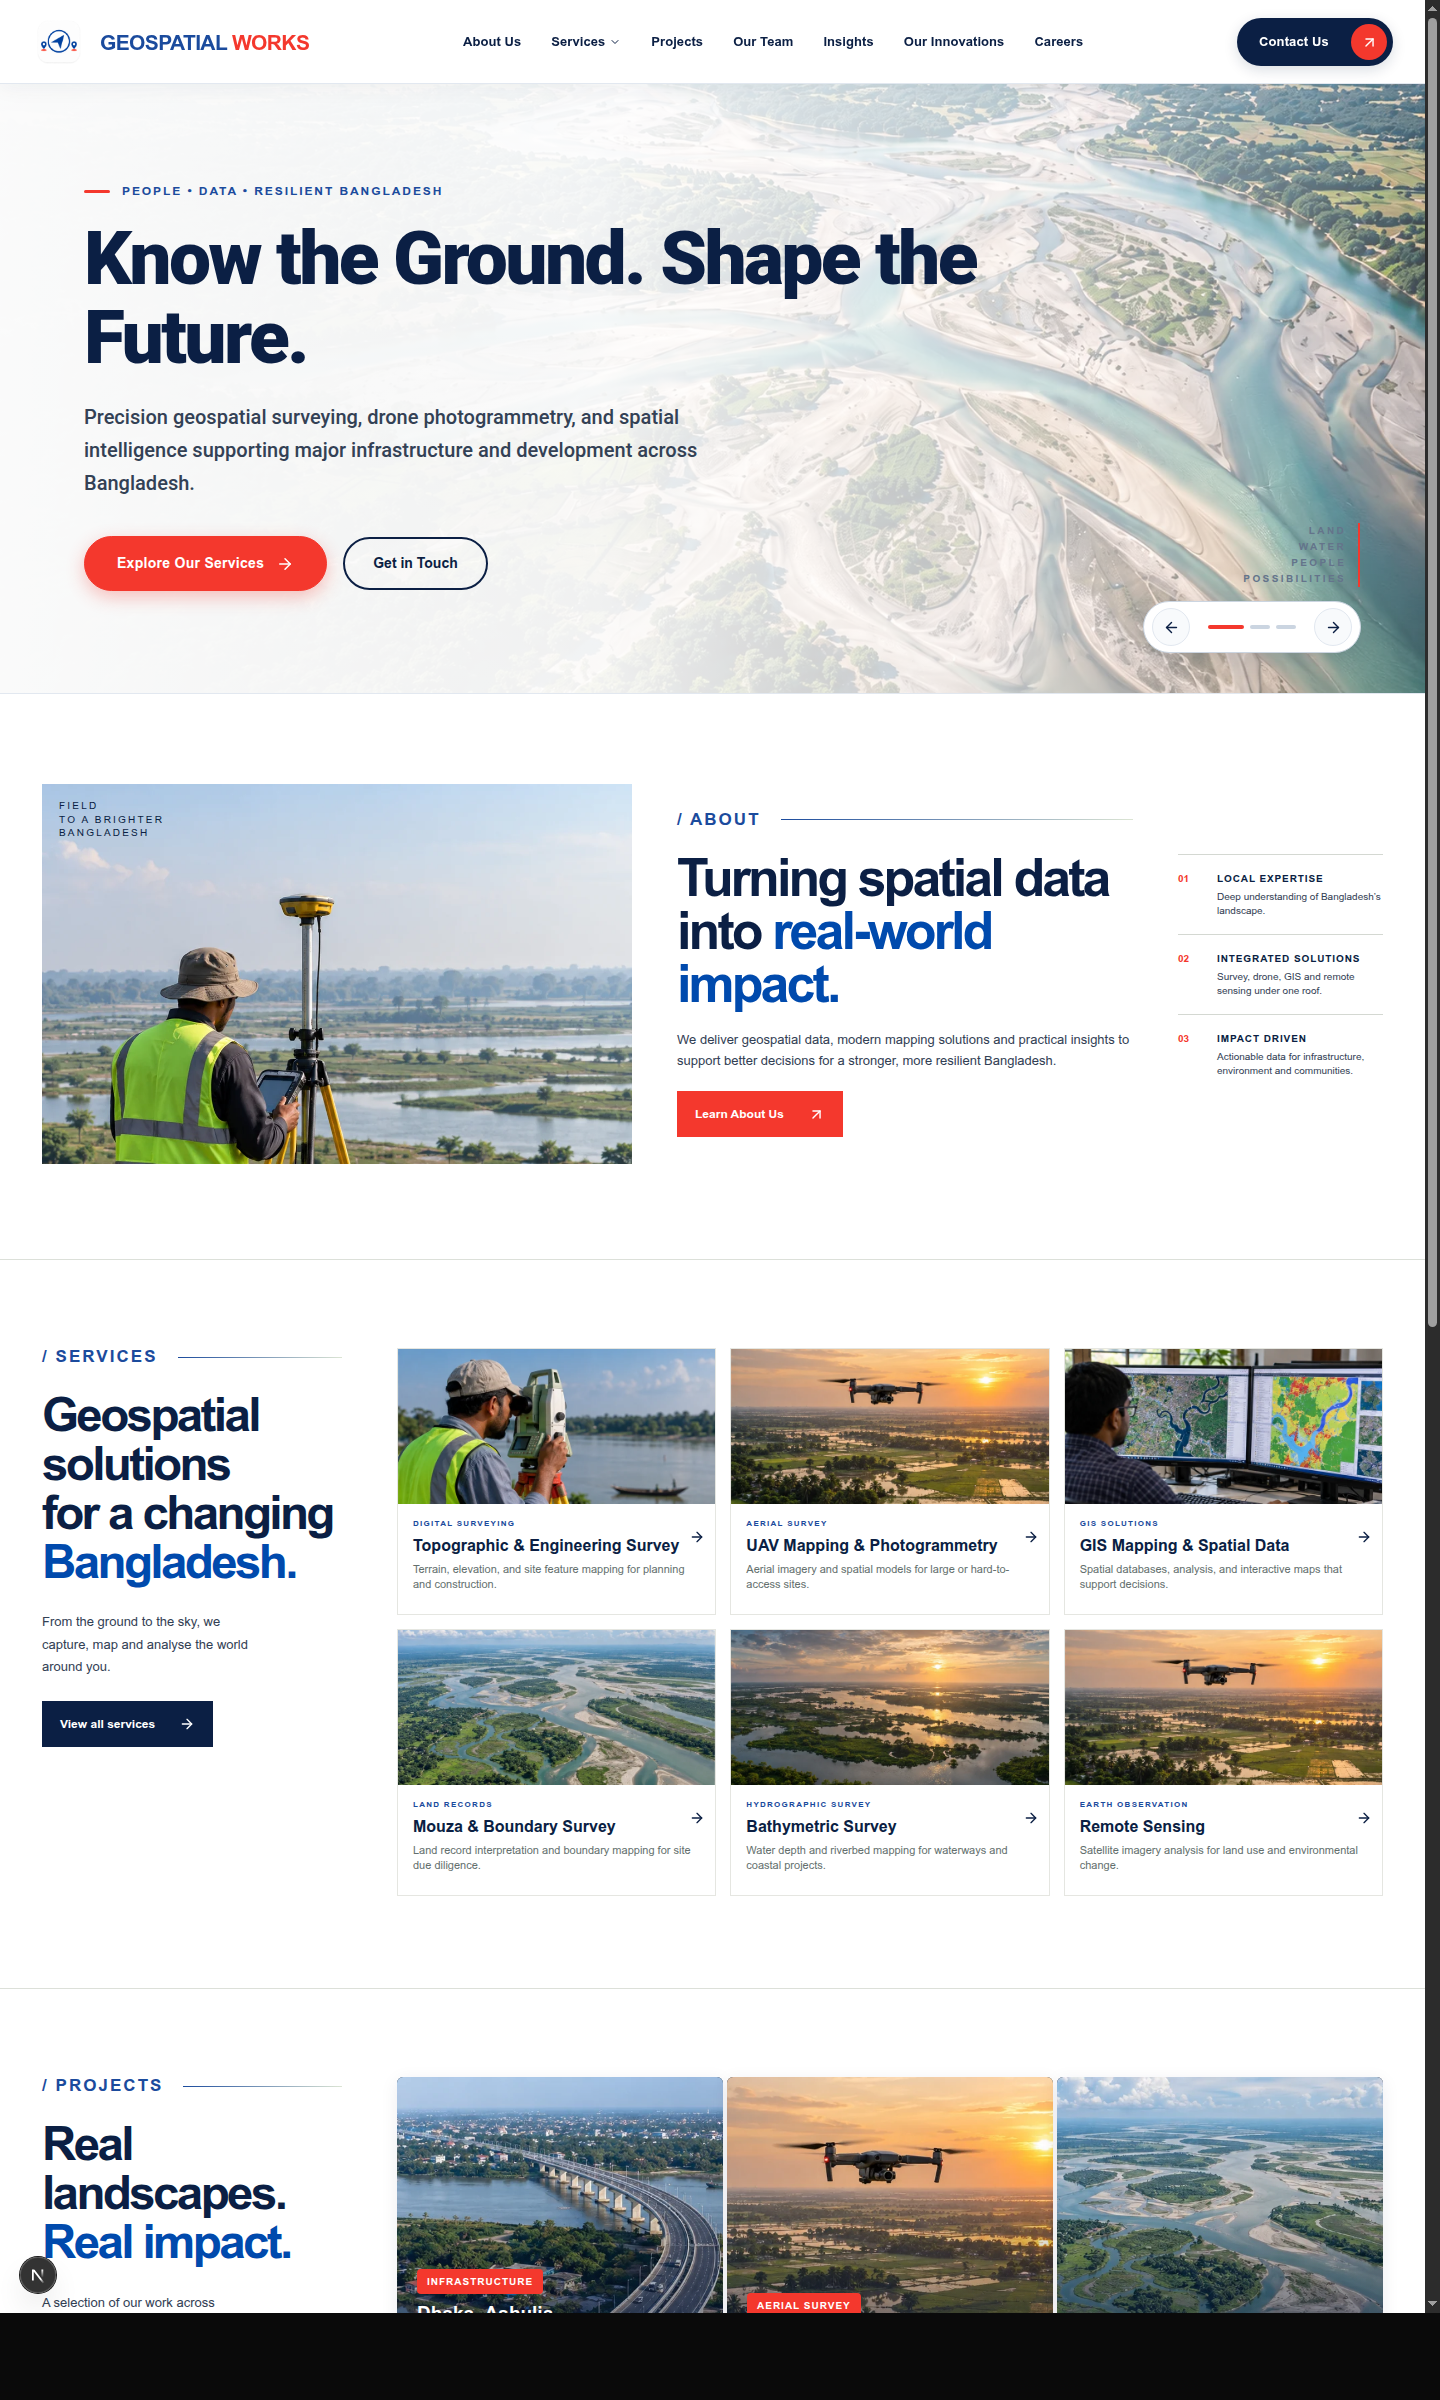 GEOSPATIAL WORKS
About Us
Services
Projects
Our Team
Insights
Our Innovations
Careers
Contact Us
PEOPLE • DATA • RESILIENT BANGLADESH
Know the Ground. Shape the
Future.
Precision geospatial surveying, drone photogrammetry, and spatial
intelligence supporting major infrastructure and development across
Bangladesh.
Explore Our Services
Get in Touch
LAND
WATER
PEOPLE
POSSIBILITIES
FIELD
TO A BRIGHTER
BANGLADESH
/ ABOUT
Turning spatial data
into real-world
impact.
We deliver geospatial data, modern mapping solutions and practical insights to
support better decisions for a stronger, more resilient Bangladesh.
Learn About Us
01
LOCAL EXPERTISE
Deep understanding of Bangladesh's
landscape.
02
INTEGRATED SOLUTIONS
Survey, drone, GIS and remote
sensing under one roof.
03
IMPACT DRIVEN
Actionable data for infrastructure,
environment and communities.
/ SERVICES
Geospatial
solutions
for a changing
Bangladesh.
From the ground to the sky, we
capture, map and analyse the world
around you.
View all services
DIGITAL SURVEYING
Topographic & Engineering Survey
Terrain, elevation, and site feature mapping for planning
and construction.
AERIAL SURVEY
UAV Mapping & Photogrammetry
Aerial imagery and spatial models for large or hard-to-
access sites.
GIS SOLUTIONS
GIS Mapping & Spatial Data
Spatial databases, analysis, and interactive maps that
support decisions.
LAND RECORDS
Mouza & Boundary Survey
Land record interpretation and boundary mapping for site
due diligence.
HYDROGRAPHIC SURVEY
Bathymetric Survey
Water depth and riverbed mapping for waterways and
coastal projects.
EARTH OBSERVATION
Remote Sensing
Satellite imagery analysis for land use and environmental
change.
/ PROJECTS
Real
landscapes.
Real impact.
A selection of our work across
INFRASTRUCTURE
Dhaka–Ashulia
AERIAL SURVEY
N